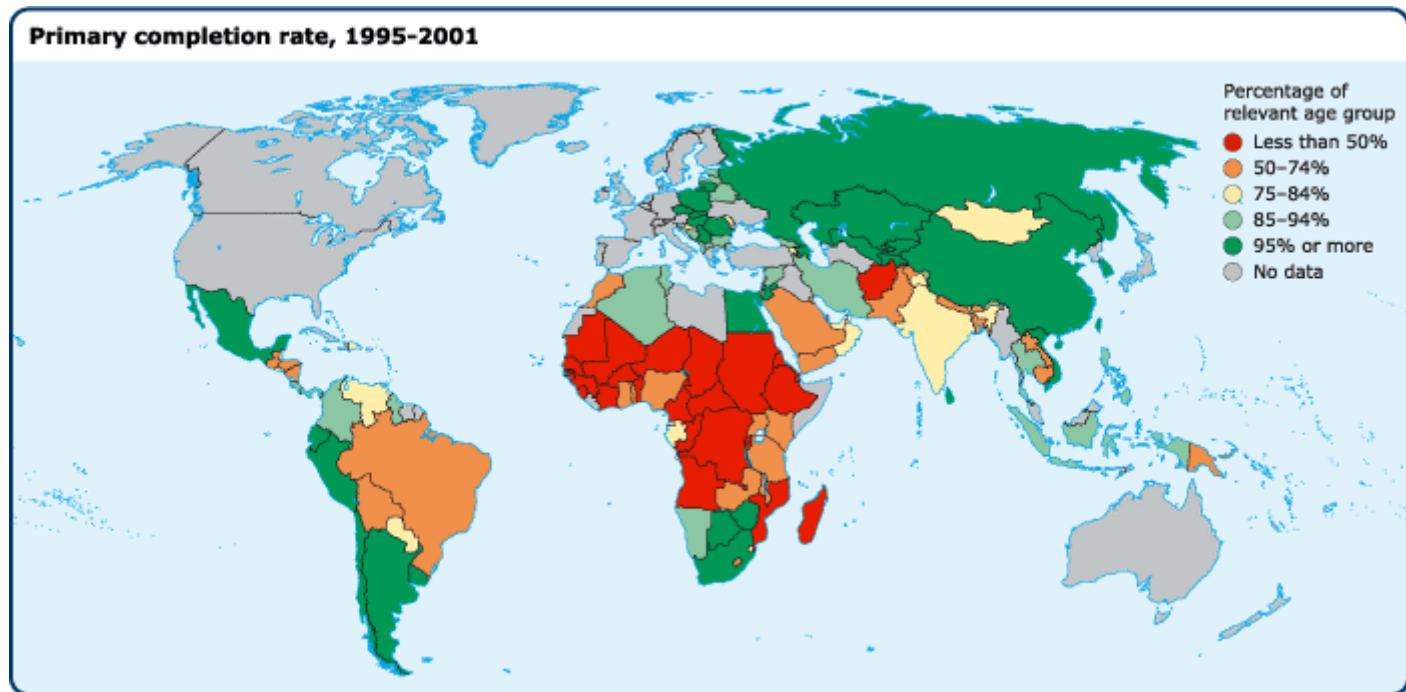 Primary completion rate, 1995-2001
Percentage of
relevant age group
Less than 50%
50–74%
75–84%
85–94%
95% or more
No data